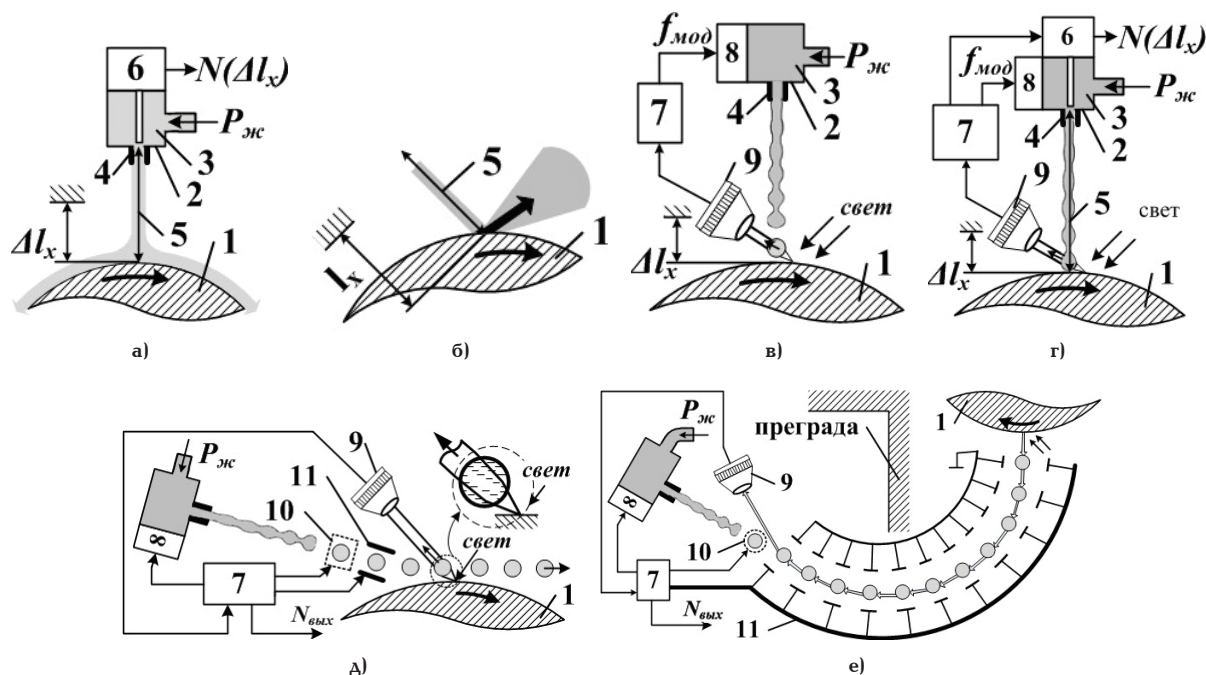 6 N(Δlₓ)
3 Pж
4 2
Δlₓ 5 1
а)
5
lₓ 1
б)
fмод 8 Pж
3
7 4 2
9
свет
Δlₓ 1
в)
6 N(Δlₓ)
fмод 8 Pж
3
7 4 2
9
5 свет
Δlₓ 1
г)
Pж 9
11 свет
10
8 свет
7
Nвых 1
д)
Pж преграда 1
9
8
10
7
Nвых 11
е)